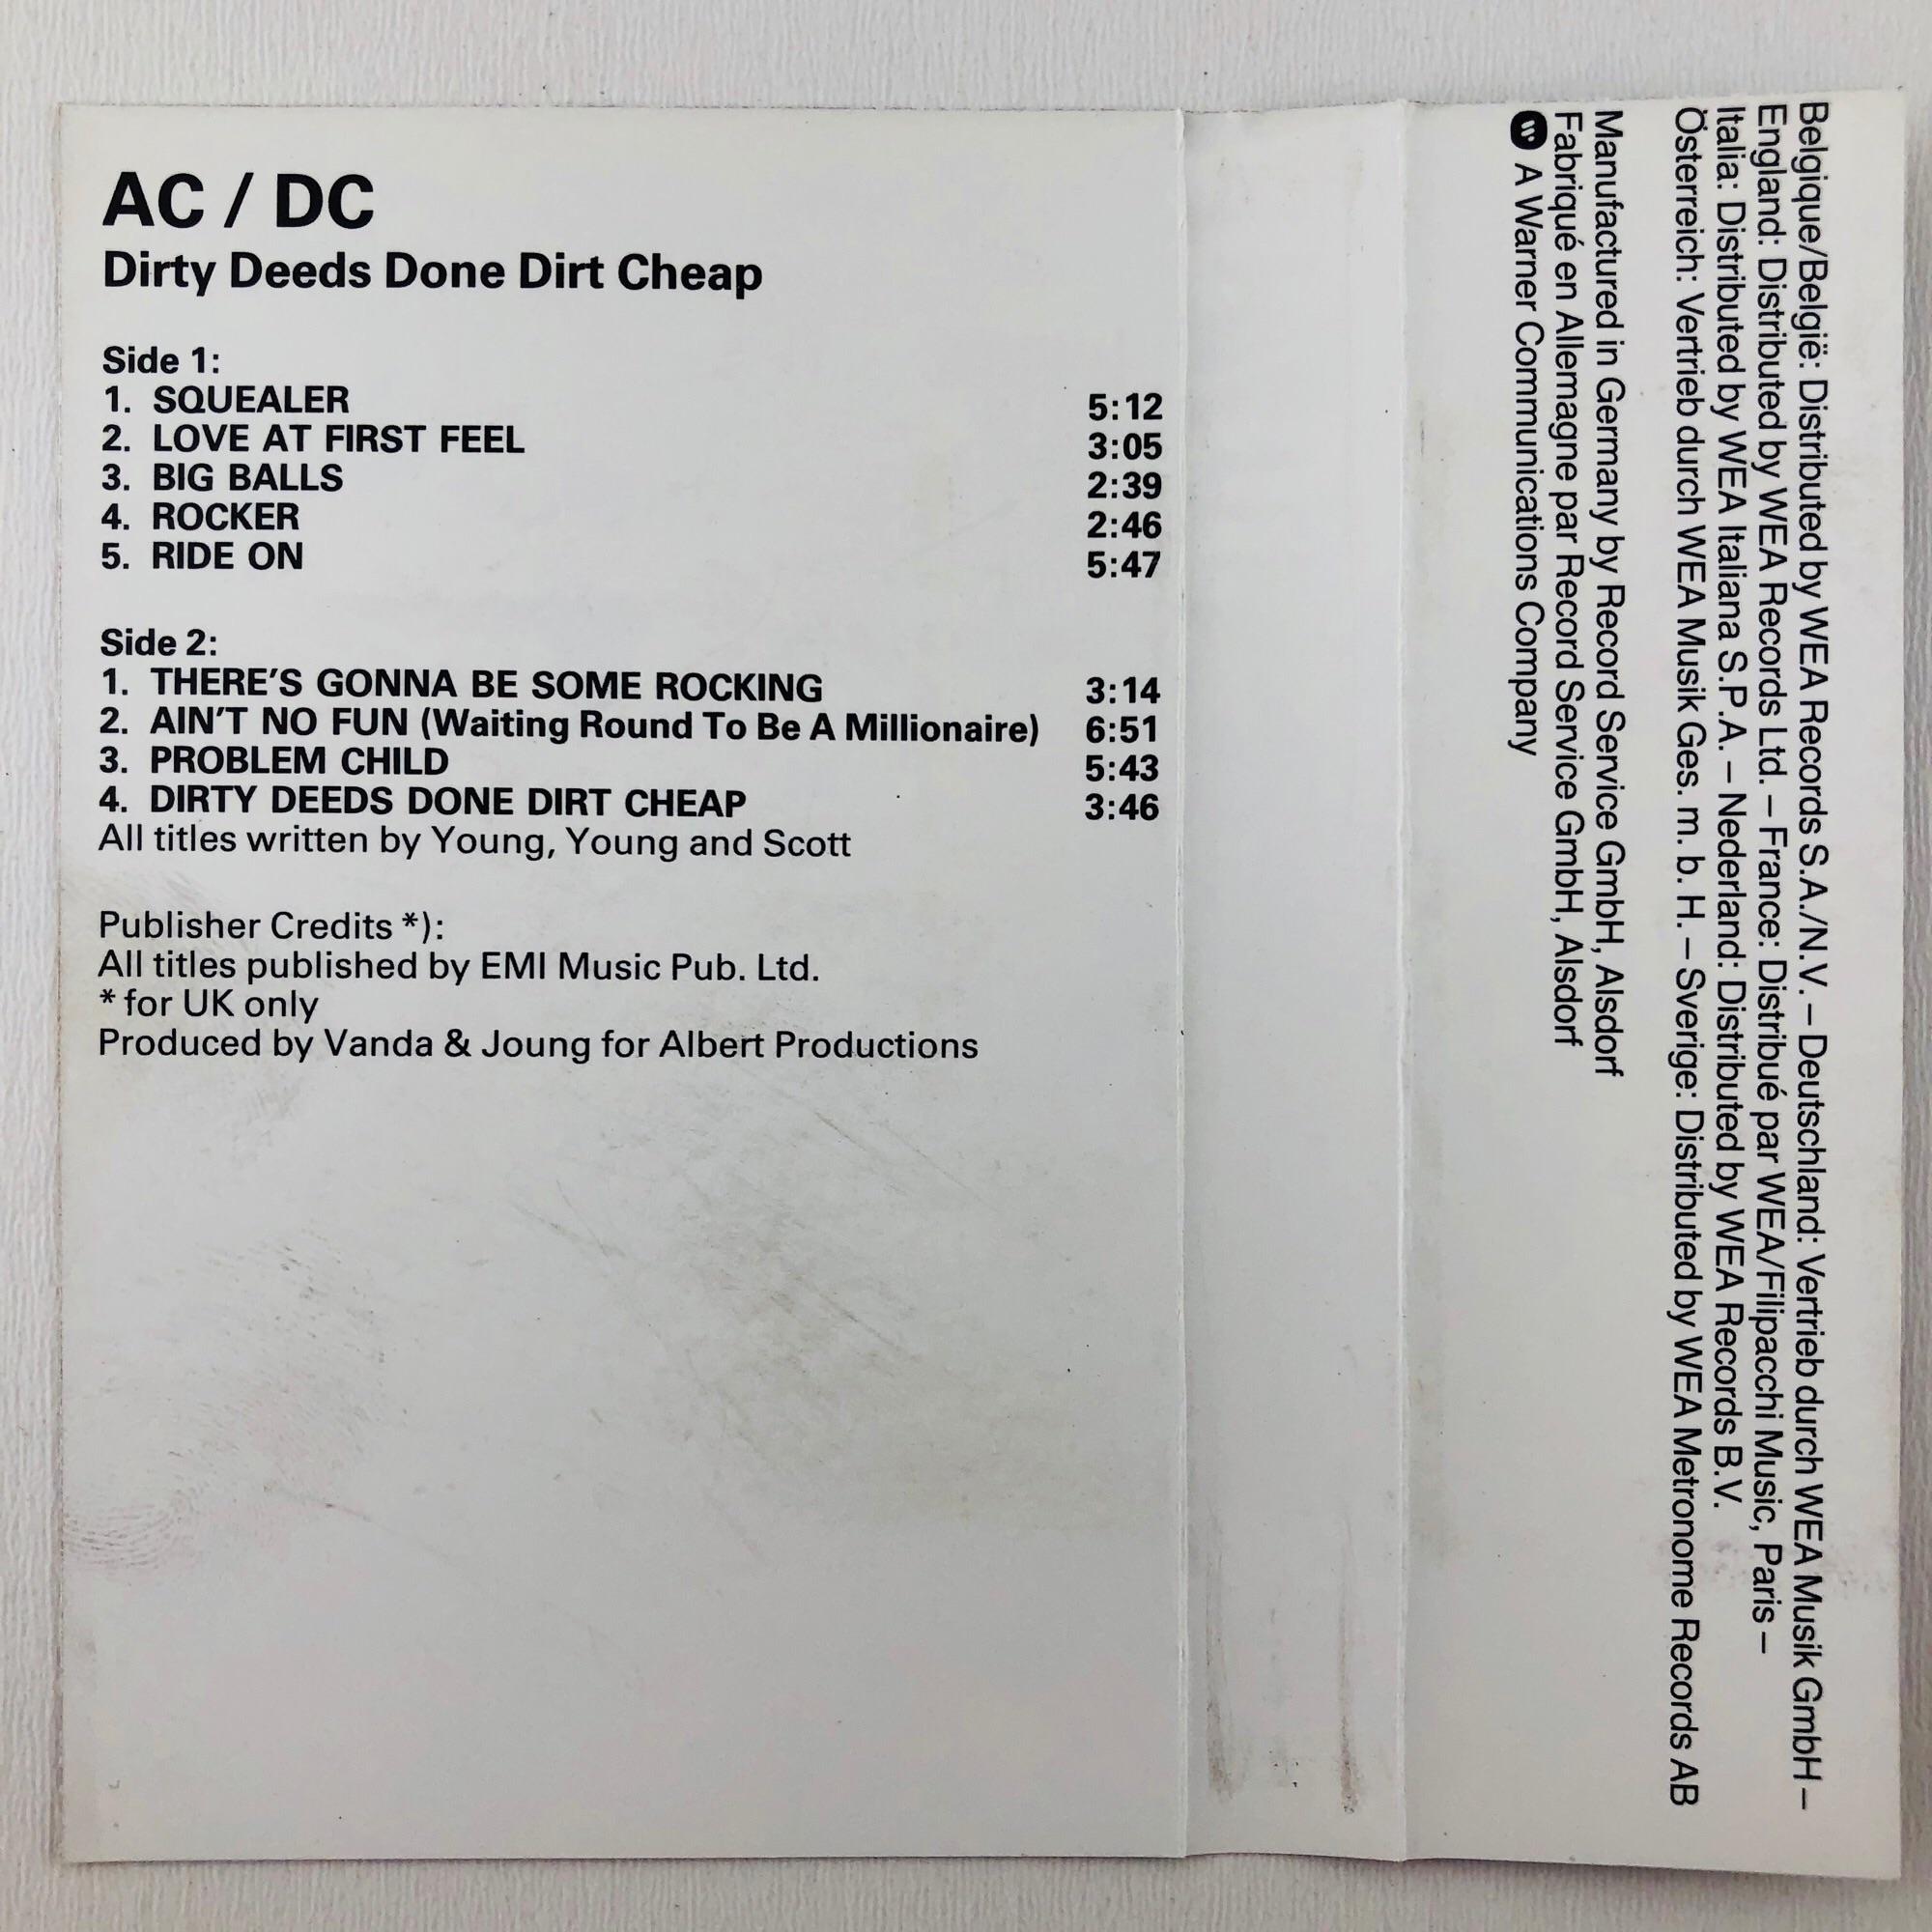 AC / DC
Dirty Deeds Done Dirt Cheap
Side 1:
1. SQUEALER 5:12
2. LOVE AT FIRST FEEL 3:05
3. BIG BALLS 2:39
4. ROCKER 2:46
5. RIDE ON 5:47
Side 2:
1. THERE'S GONNA BE SOME ROCKING 3:14
2. AIN'T NO FUN (Waiting Round To Be A Millionaire) 6:51
3. PROBLEM CHILD 5:43
4. DIRTY DEEDS DONE DIRT CHEAP 3:46
All titles written by Young, Young and Scott
Publisher Credits *):
All titles published by EMI Music Pub. Ltd.
* for UK only
Produced by Vanda & Joung for Albert Productions
Belgique/België: Distributed by WEA Records S.A./N.V. – Deutschland: Vertrieb durch WEA Musik GmbH –
England: Distributed by WEA Records Ltd. – France: Distribué par WEA/Filipacchi Music, Paris –
Italia: Distributed by WEA Italiana S.P.A. – Nederland: Distributed by WEA Records B.V.
Österreich: Vertrieb durch WEA Musik Ges. m. b. H. – Sverige: Distributed by WEA Metronome Records AB
Manufactured in Germany by Record Service GmbH, Alsdorf
Fabriqué en Allemagne par Record Service GmbH, Alsdorf
A Warner Communications Company